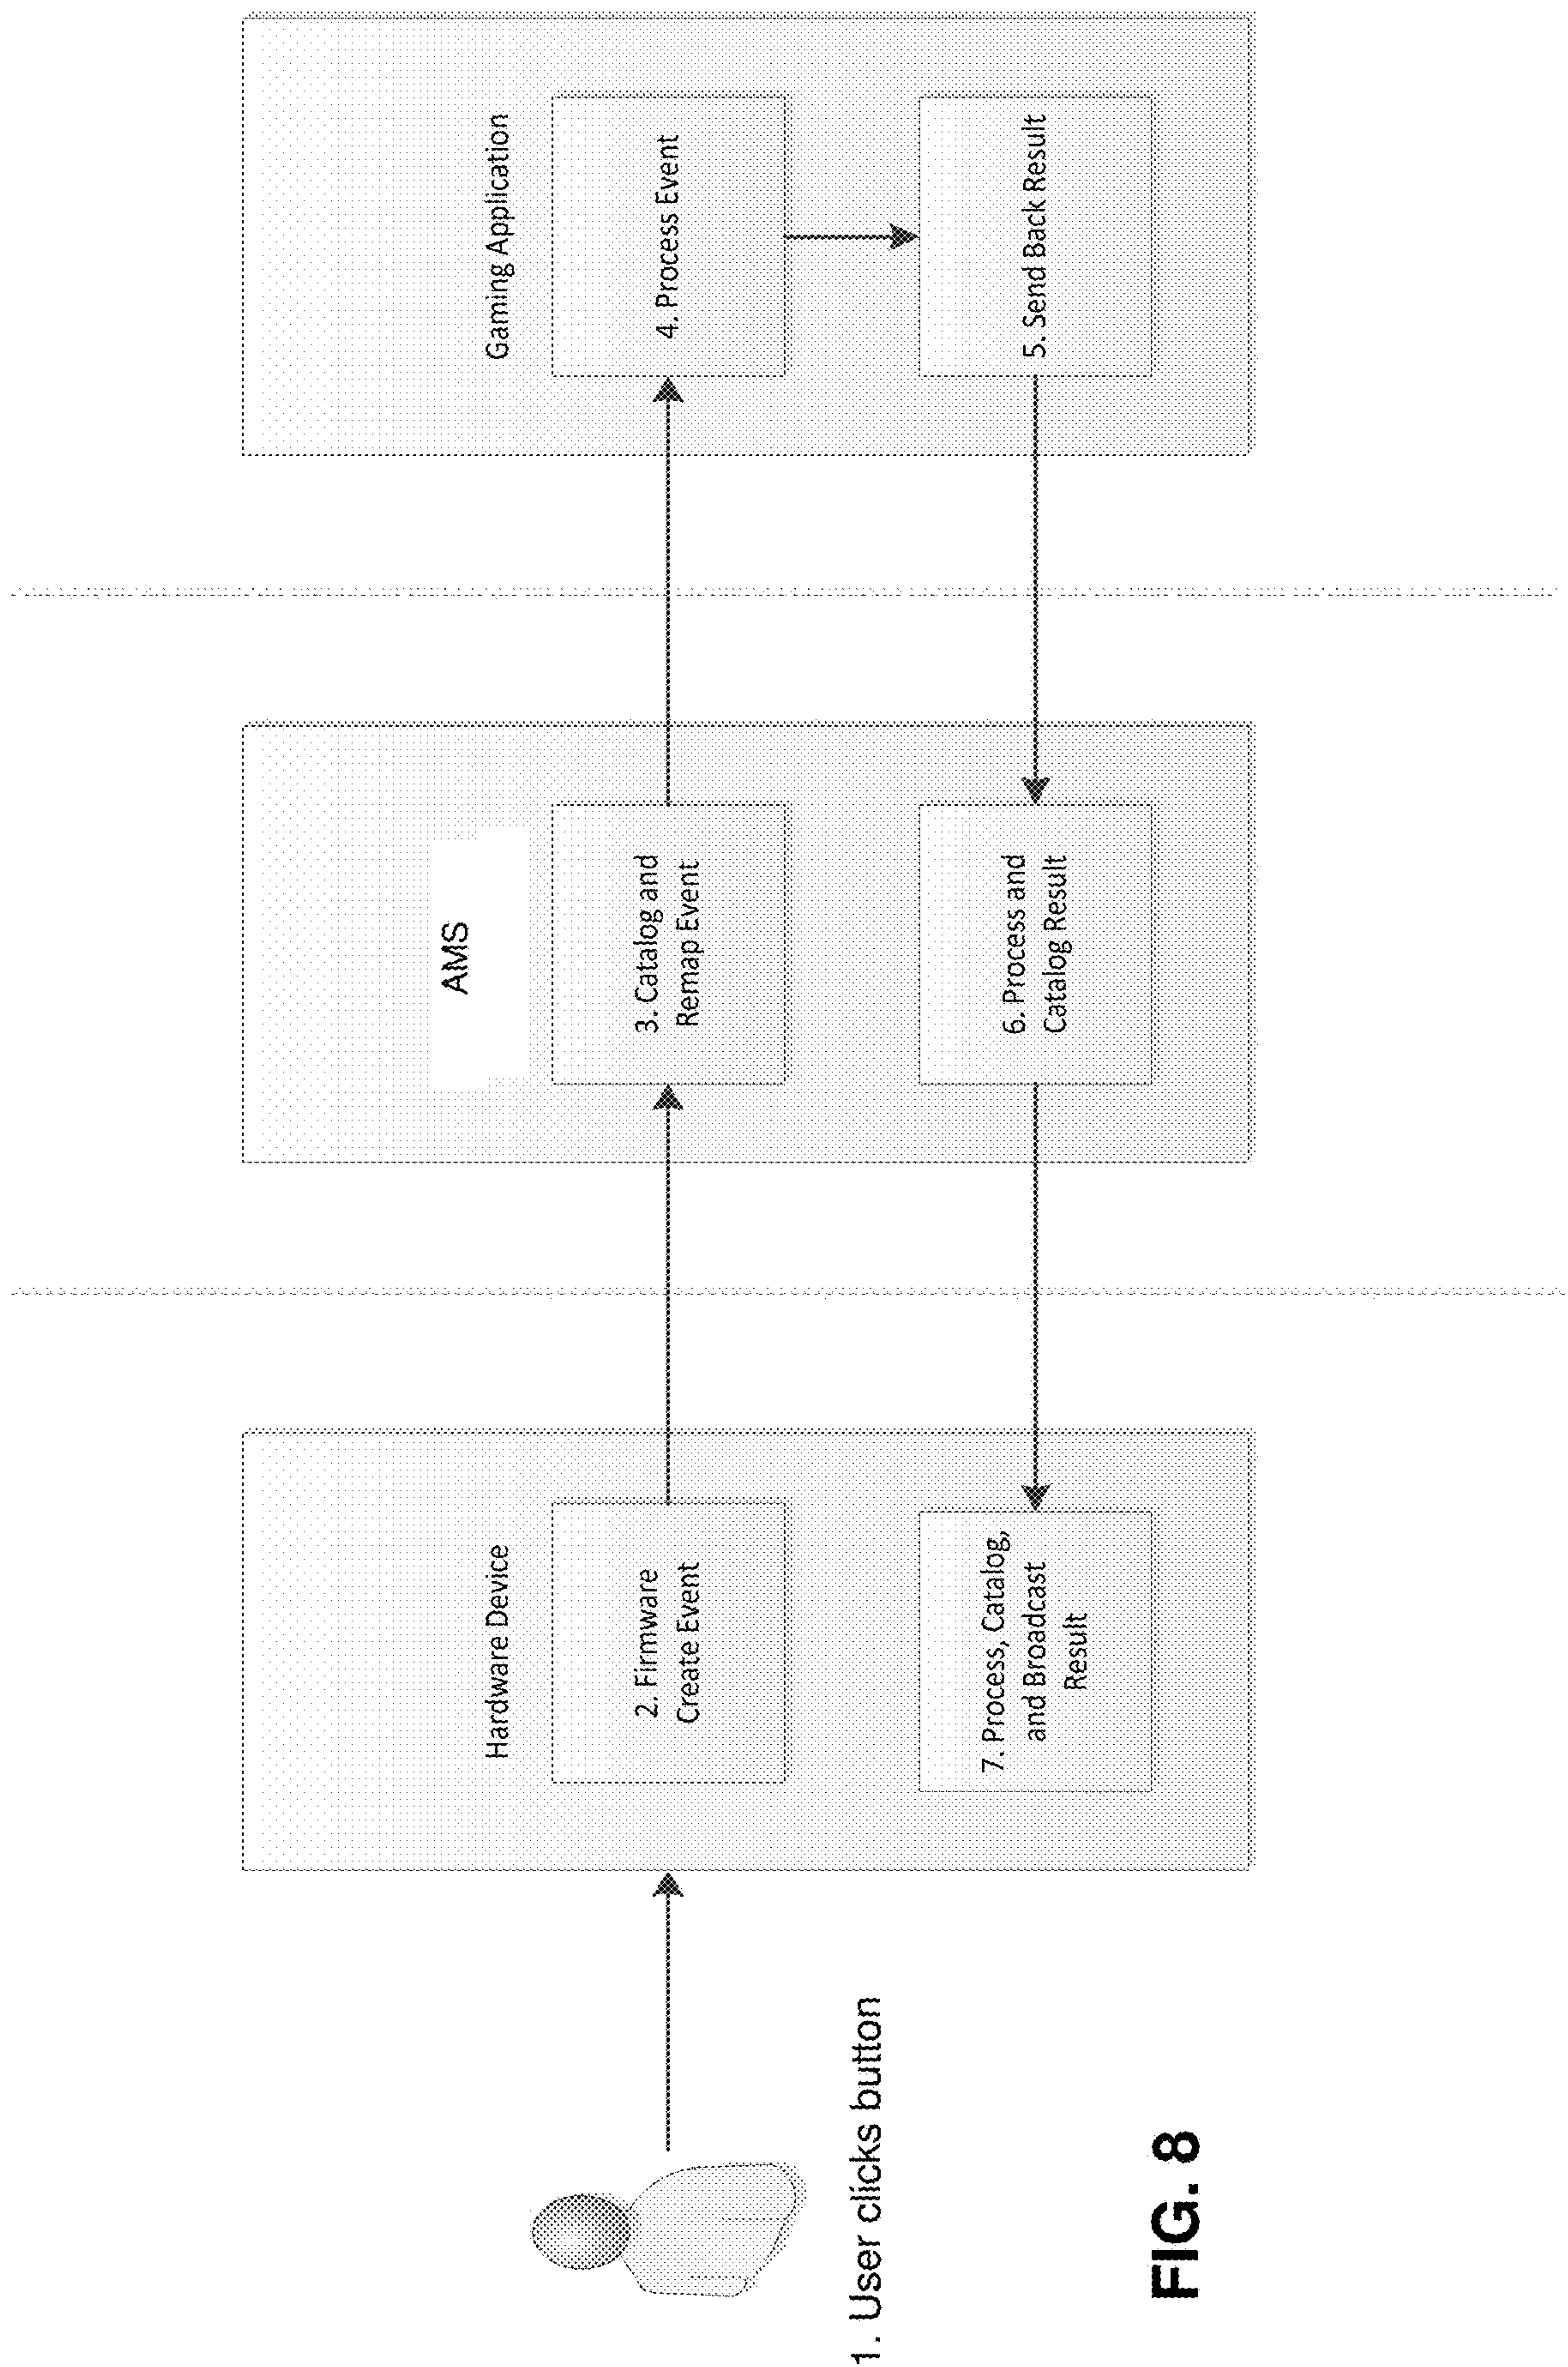 1. User clicks button
Hardware Device
2. Firmware
Create Event
AMS
3. Catalog and
Remap Event
Gaming Application
4. Process Event
5. Send Back Result
6. Process and
Catalog Result
7. Process, Catalog,
and Broadcast
Result
FIG. 8